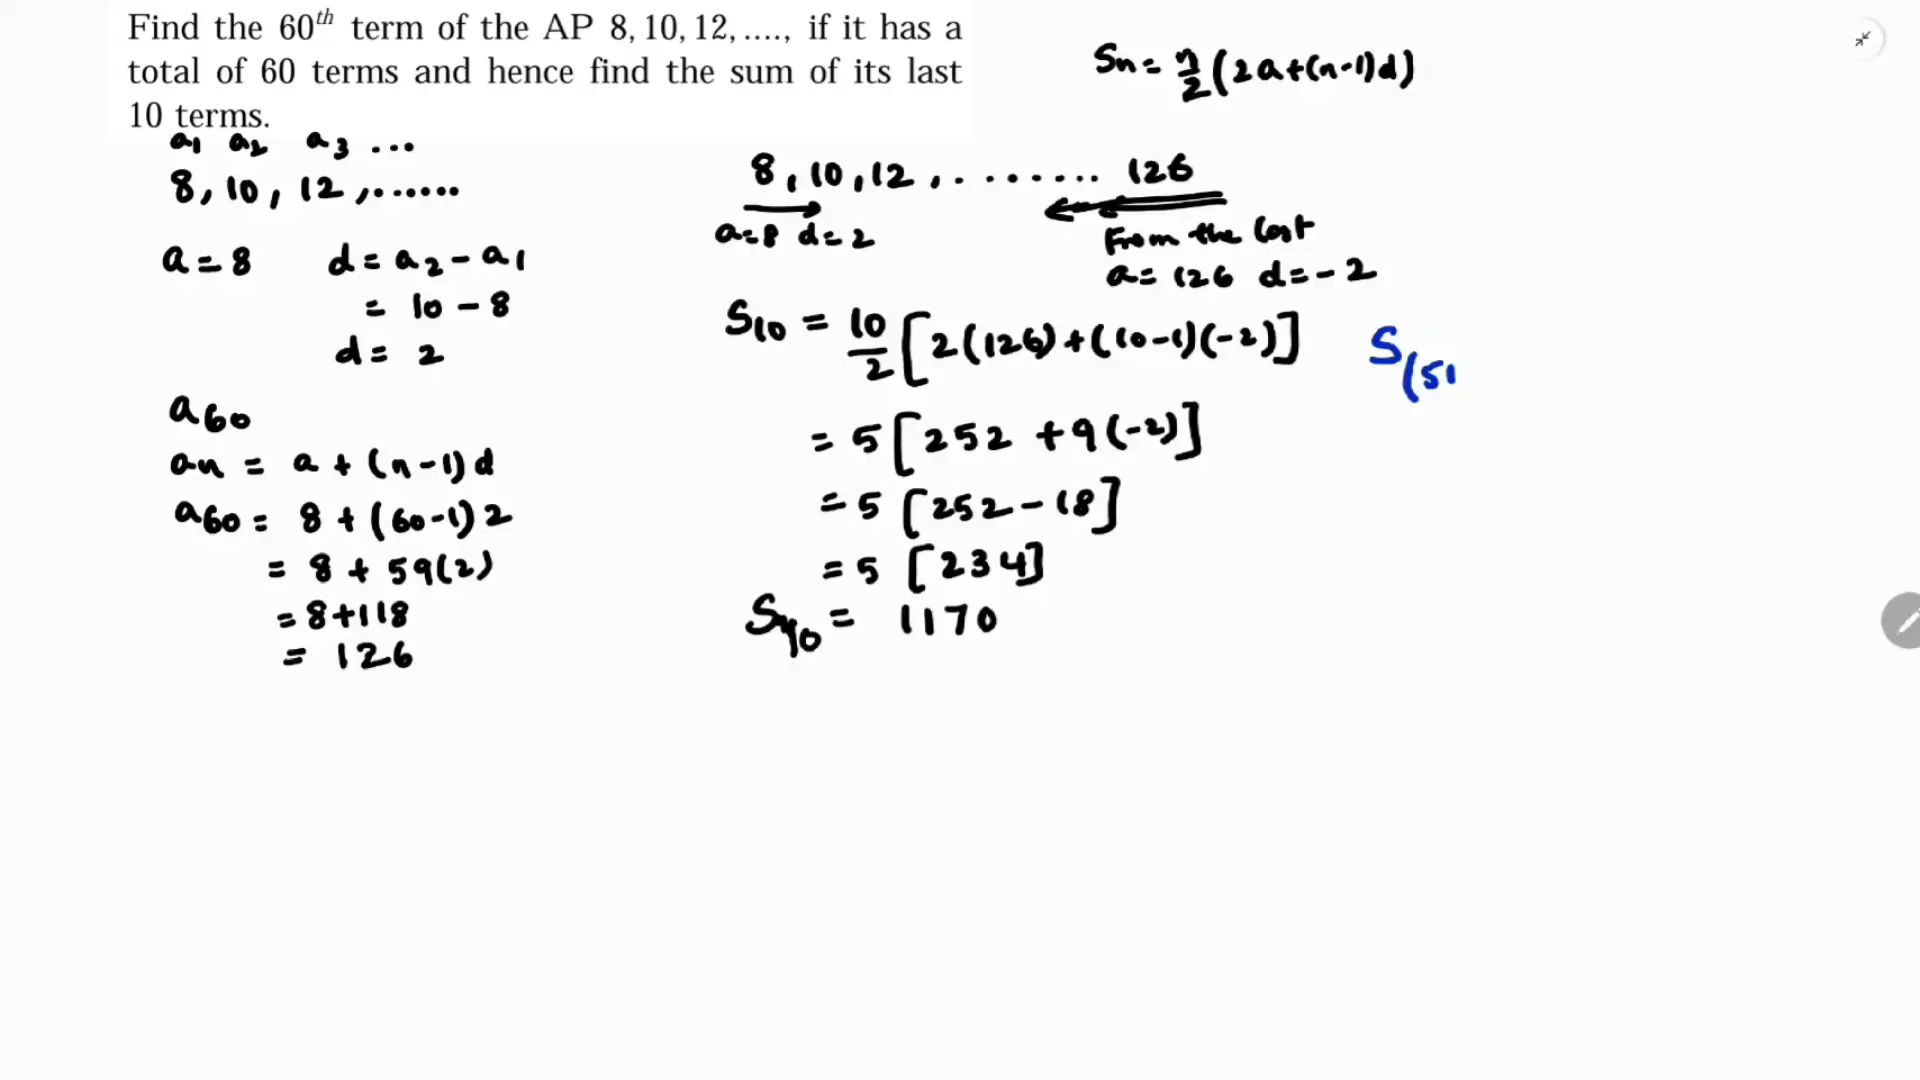 Find the 60th term of the AP 8, 10, 12, ...., if it has a
total of 60 terms and hence find the sum of its last
10 terms.
a1 a2 a3 ...
8, 10, 12, ......
a = 8 d = a2 - a1
= 10 - 8
d = 2
a60
an = a + (n-1)d
a60 = 8 + (60-1)2
= 8 + 59(2)
= 8+118
= 126
Sn = n/2 (2a+(n-1)d)
8, 10, 12, ........ 126
a=8 d=2
From the last
a= 126 d=-2
S10 = 10/2 [2(126)+(10-1)(-2)]
= 5 [252 +9(-2)]
= 5 [252 - 18]
= 5 [234]
= 1170
S(51